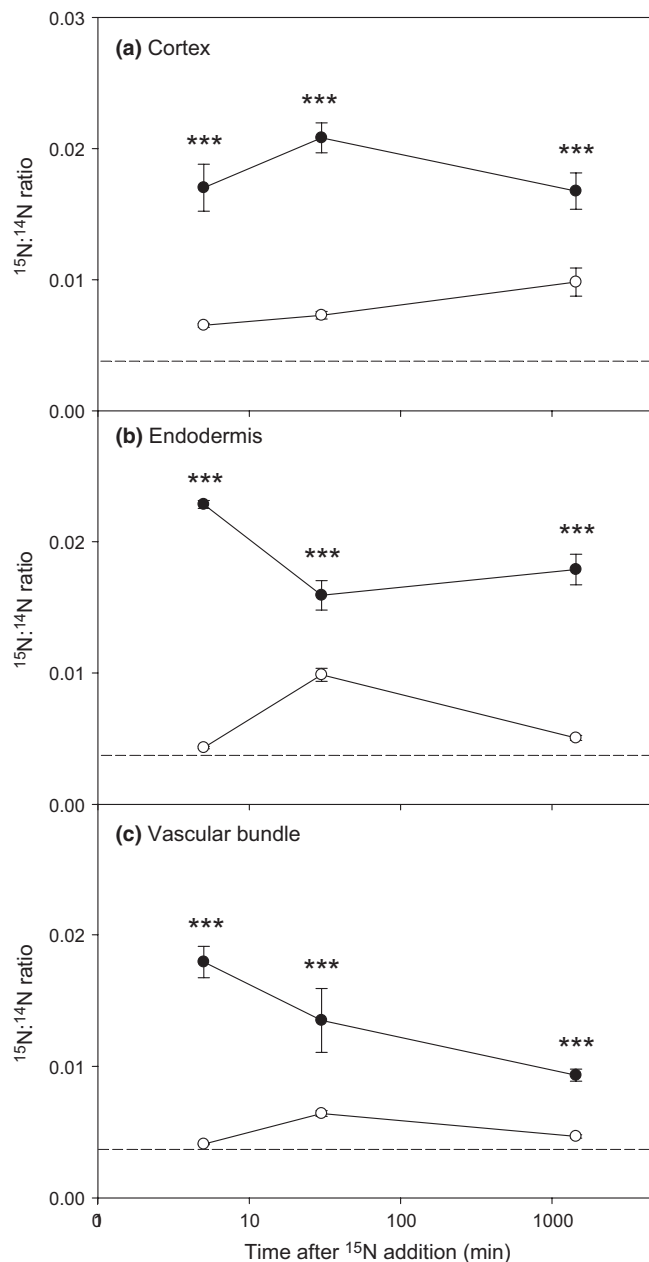 0.03
(a) Cortex
***
***
***
0.02
¹⁵N:¹⁴N ratio
0.01
0.00
(b) Endodermis
***
***
***
0.02
¹⁵N:¹⁴N ratio
0.01
0.00
(c) Vascular bundle
***
***
***
0.02
¹⁵N:¹⁴N ratio
0.01
0.00
10 100 1000
Time after ¹⁵N addition (min)